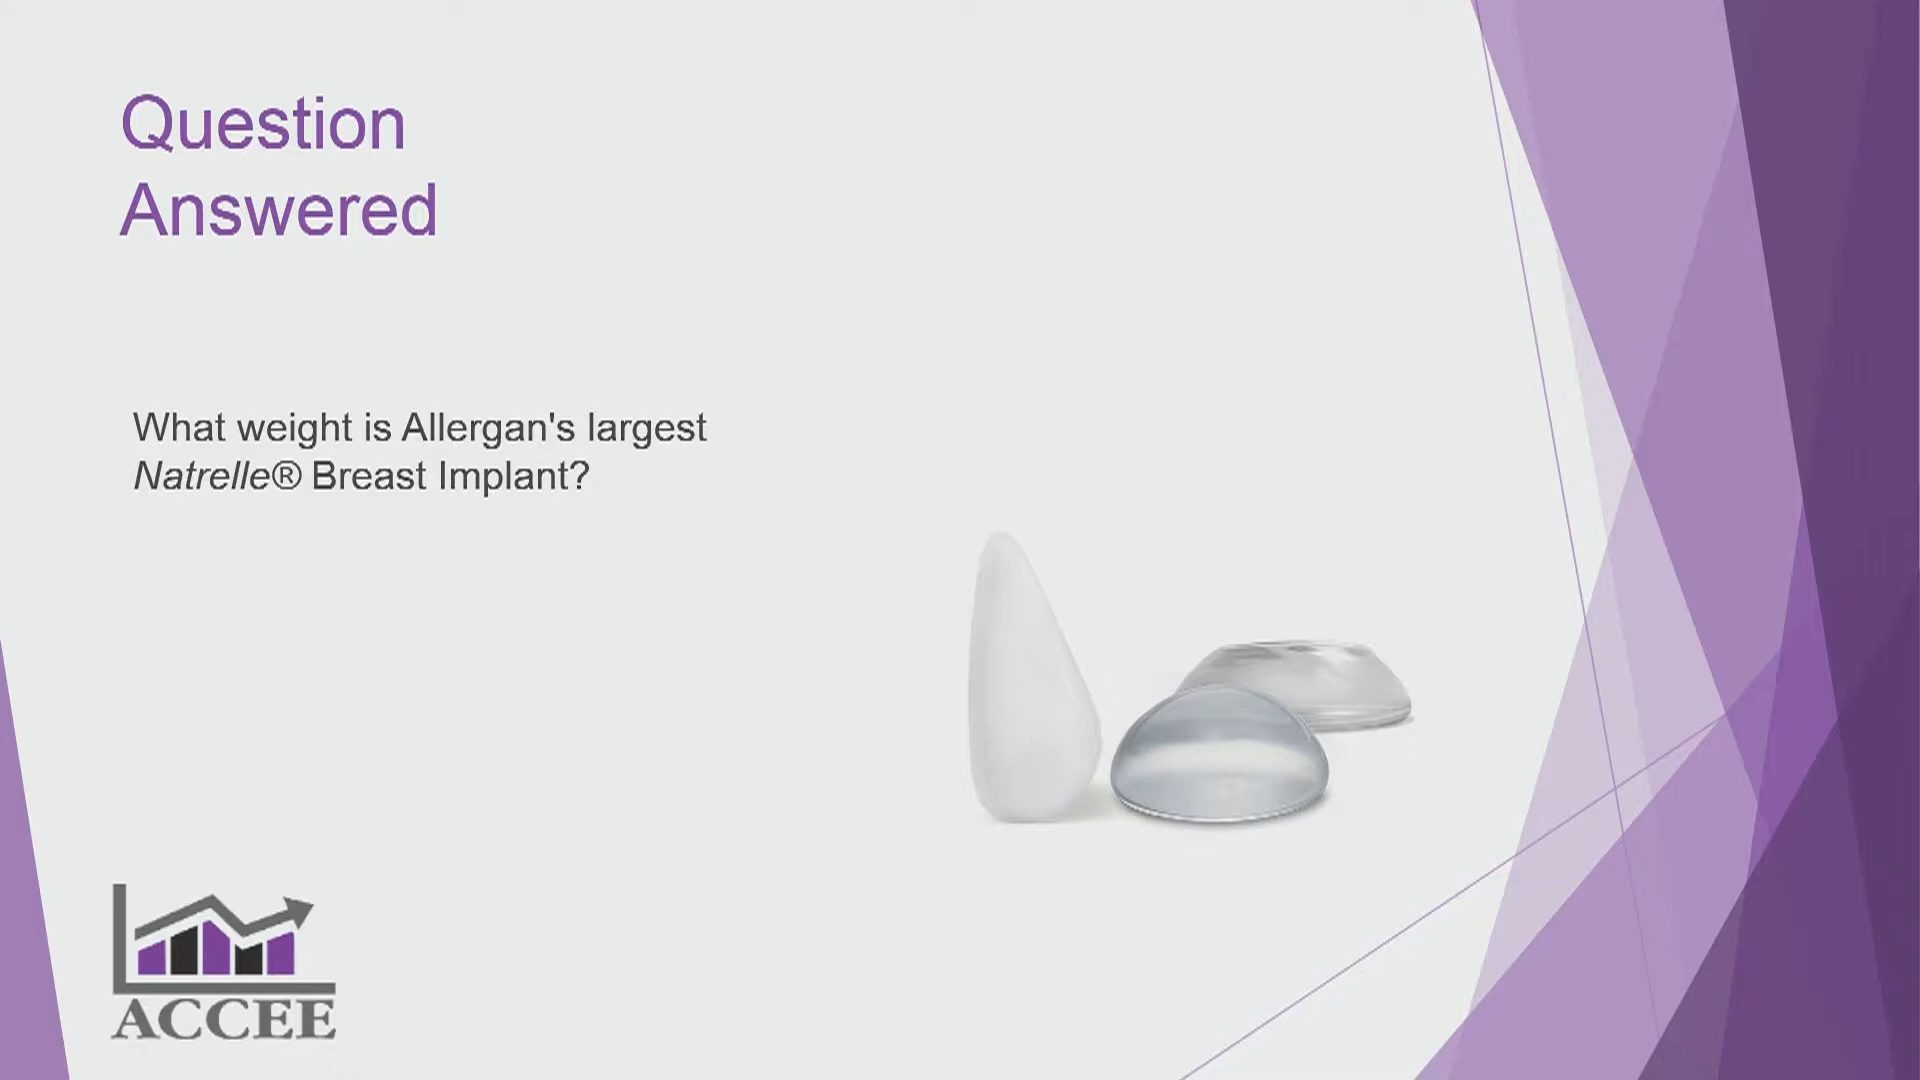 Question
Answered
What weight is Allergan's largest
Natrelle® Breast Implant?
ACCEE